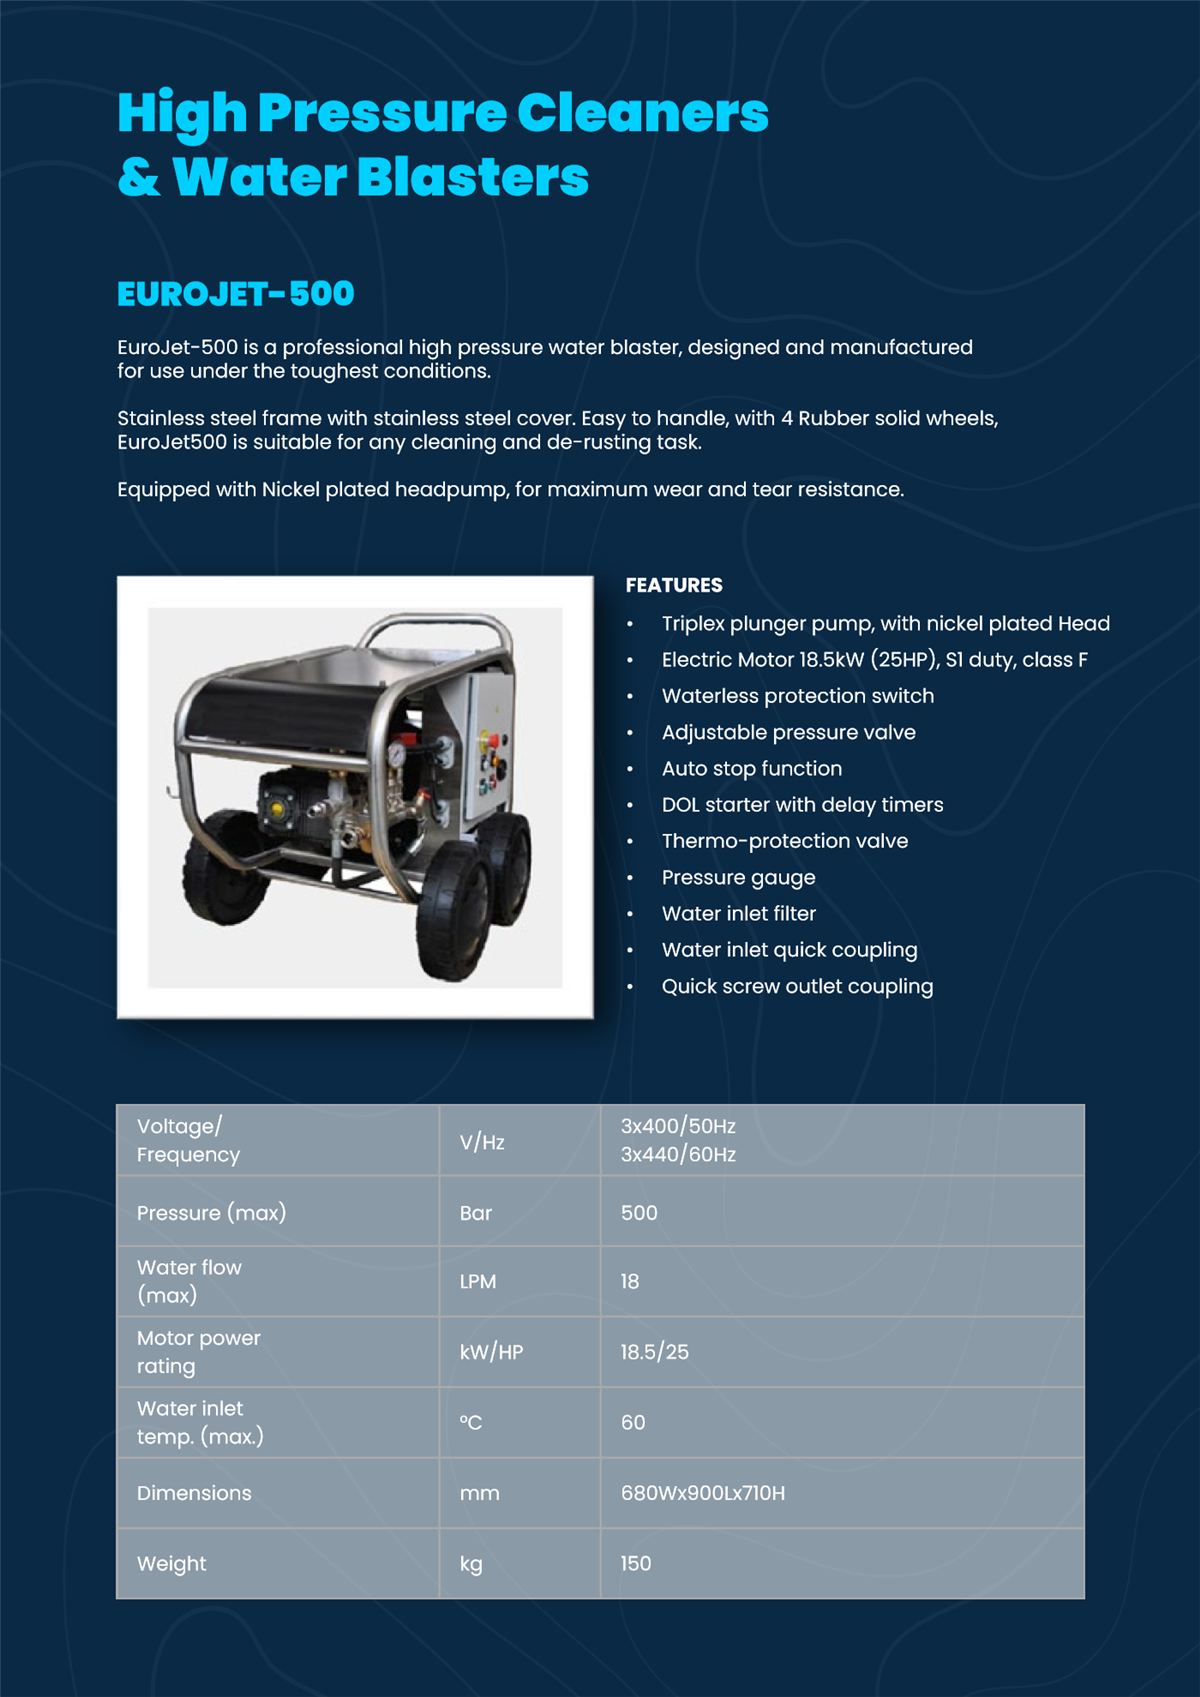 High Pressure Cleaners
& Water Blasters
EUROJET-500
EuroJet-500 is a professional high pressure water blaster, designed and manufactured
for use under the toughest conditions.
Stainless steel frame with stainless steel cover. Easy to handle, with 4 Rubber solid wheels,
EuroJet500 is suitable for any cleaning and de-rusting task.
Equipped with Nickel plated headpump, for maximum wear and tear resistance.
FEATURES
• Triplex plunger pump, with nickel plated Head
• Electric Motor 18.5kW (25HP), S1 duty, class F
• Waterless protection switch
• Adjustable pressure valve
• Auto stop function
• DOL starter with delay timers
• Thermo-protection valve
• Pressure gauge
• Water inlet filter
• Water inlet quick coupling
• Quick screw outlet coupling
Voltage/
Frequency
V/Hz
3x400/50Hz
3x440/60Hz
Pressure (max)
Bar
500
Water flow
(max)
LPM
18
Motor power
rating
kW/HP
18.5/25
Water inlet
temp. (max.)
ºC
60
Dimensions
mm
680Wx900Lx710H
Weight
kg
150